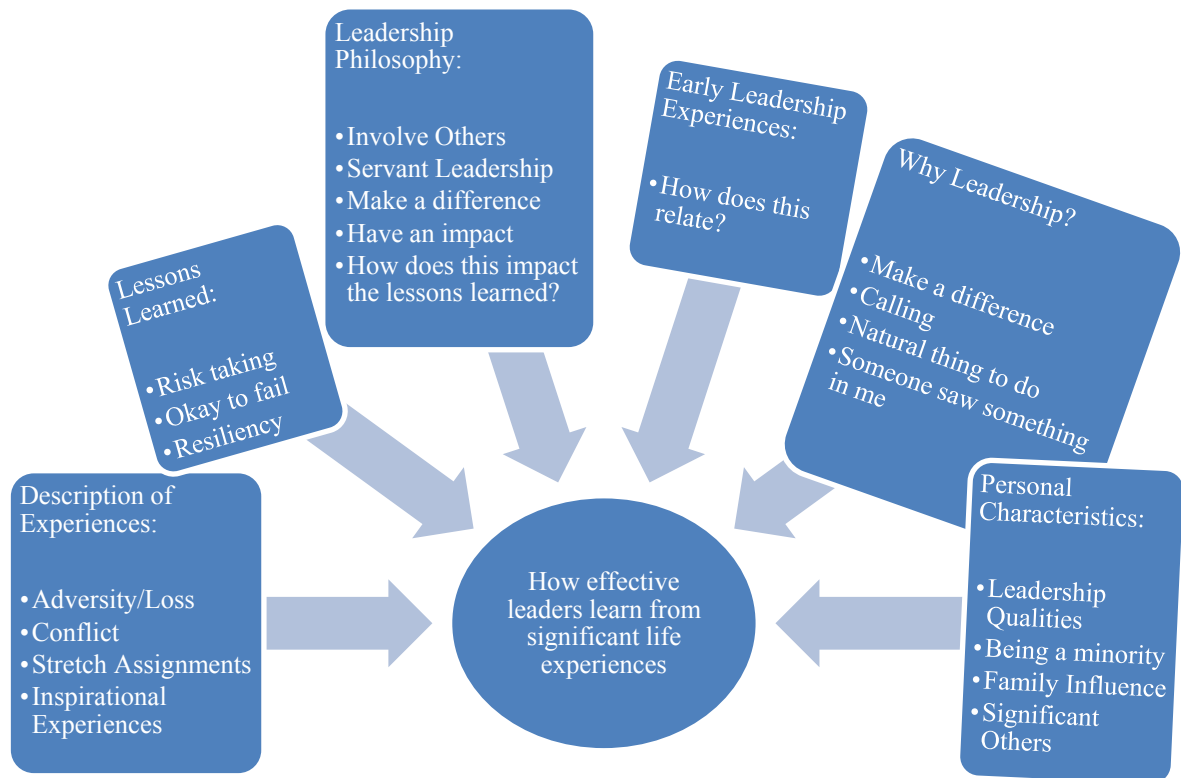 Description of
Experiences:
•Adversity/Loss
•Conflict
•Stretch Assignments
•Inspirational
Experiences
Lessons
Learned:
•Risk taking
•Okay to fail
•Resiliency
Leadership
Philosophy:
•Involve Others
•Servant Leadership
•Make a difference
•Have an impact
•How does this impact
the lessons learned?
Early Leadership
Experiences:
•How does this
relate?
Why Leadership?
•Make a difference
•Calling
•Natural thing to do
•Someone saw something
in me
Personal
Characteristics:
•Leadership
Qualities
•Being a minority
•Family Influence
•Significant
Others
How effective
leaders learn from
significant life
experiences